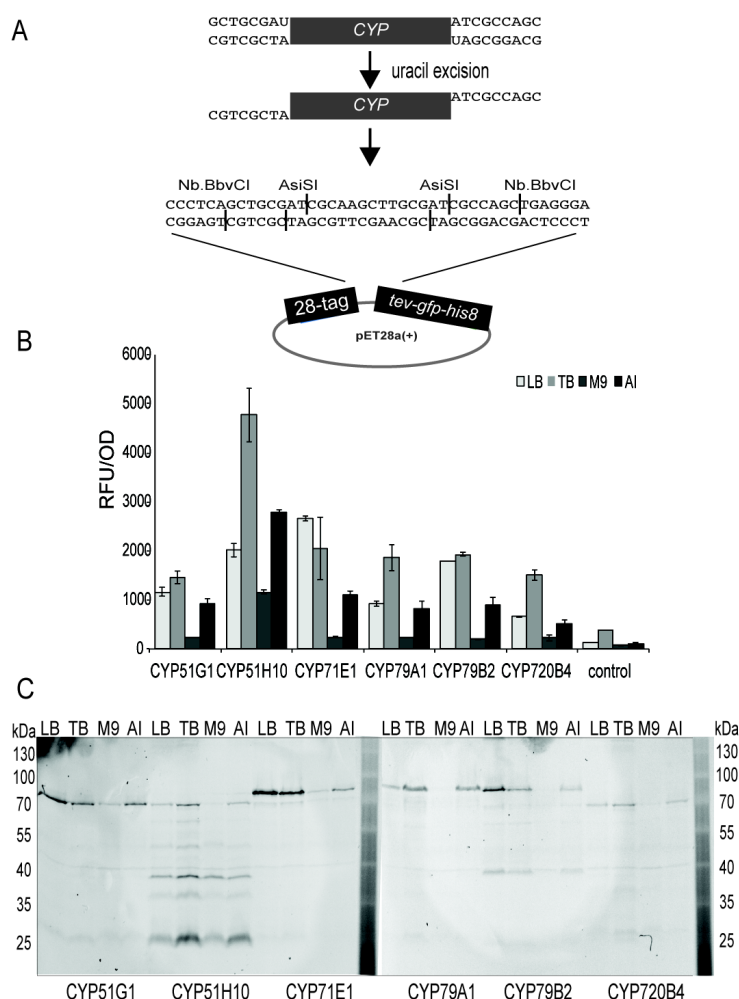 A
GCTGCGAU CYP ATCGCCAGC
CGTCGCTA UAGCGGACG
uracil excision
CYP ATCGCCAGC
CGTCGCTA
Nb.BbvCI AsiSI AsiSI Nb.BbvCI
CCCTCAGCTGCGATCGCAAGCTTGCGATCGCCAGCTGAGGGA
CGGAGTCGTCGCTAGCGTTCGAACGCTAGCGGACGACTCCCT
28-tag tev-gfp-his8
pET28a(+)
B
6000
5000
4000
3000
2000
1000
0
RFU/OD
LB TB M9 AI
CYP51G1 CYP51H10 CYP71E1 CYP79A1 CYP79B2 CYP720B4 control
C
kDa LB TB M9 AI LB TB M9 AI LB TB M9 AI LB TB M9 AI LB TB M9 AI LB TB M9 AI kDa
130 130
100 100
70 70
55 55
40 40
35 35
25 25
CYP51G1 CYP51H10 CYP71E1 CYP79A1 CYP79B2 CYP720B4